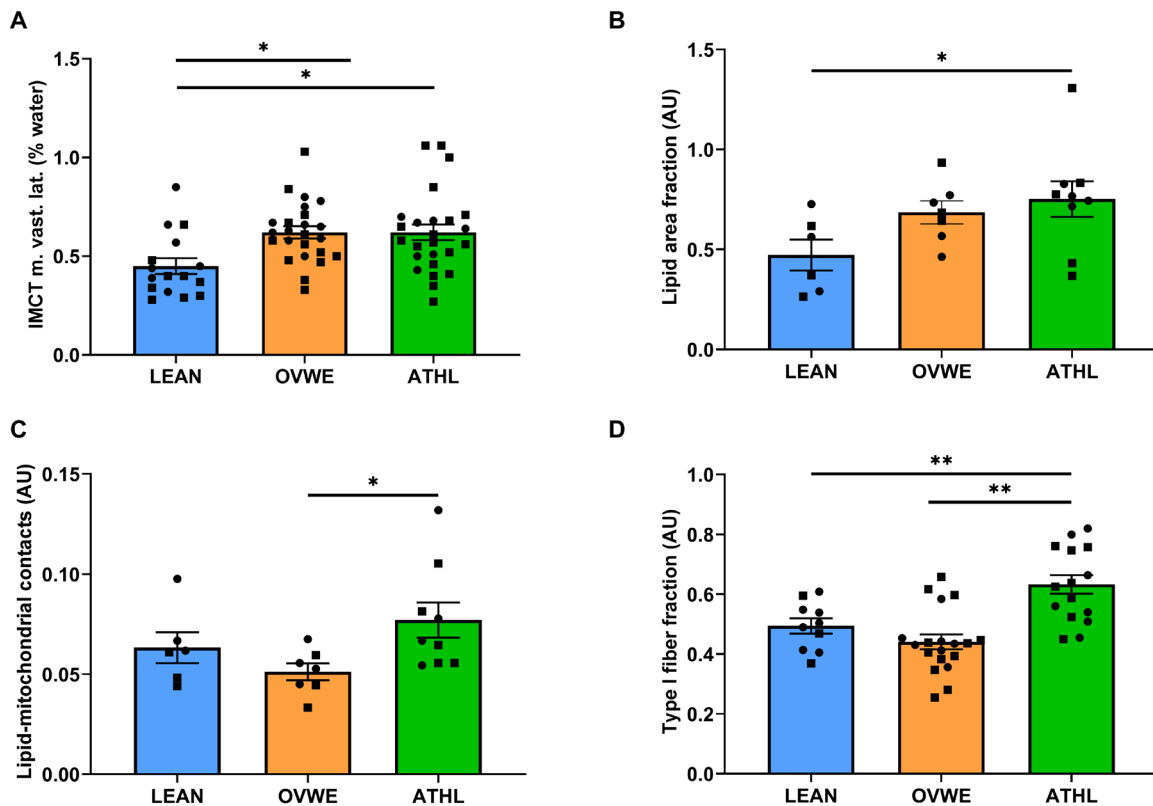 A
IMCT m. vast. lat. (% water)
1.5
1.0
0.5
0.0
*
*
LEAN OVWE ATHL
B
Lipid area fraction (AU)
1.5
1.0
0.5
0.0
*
LEAN OVWE ATHL
C
Lipid-mitochondrial contacts (AU)
0.15
0.10
0.05
0.00
*
LEAN OVWE ATHL
D
Type I fiber fraction (AU)
1.0
0.8
0.6
0.4
0.2
0.0
**
**
LEAN OVWE ATHL